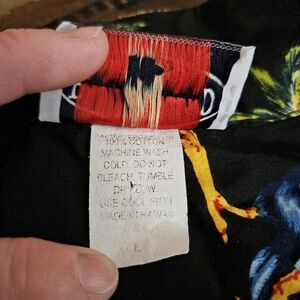 100% COTTON
MACHINE WASH
COLD, DO NOT
BLEACH, TUMBLE
DRY LOW,
USE COOL IRON
MADE IN HAWAII
L